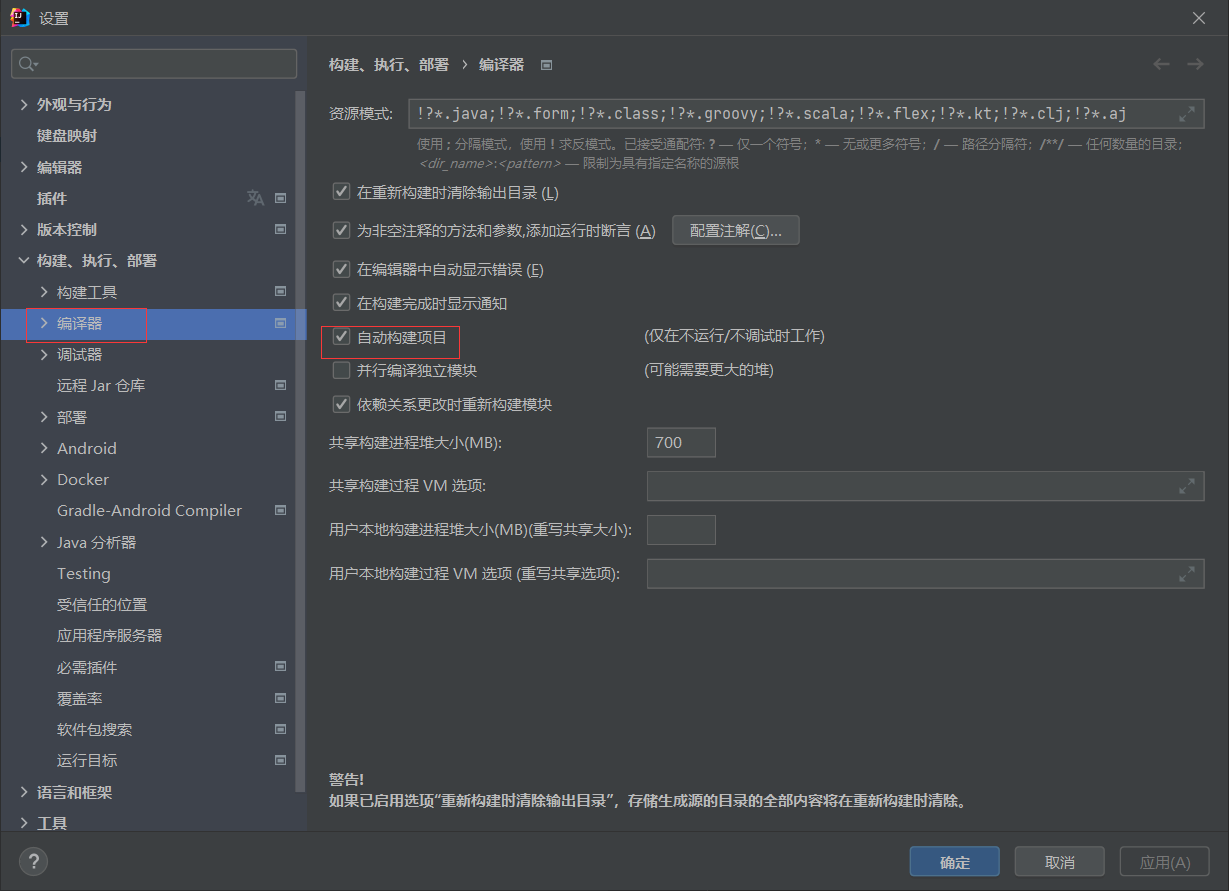 设置
外观与行为
键盘映射
编辑器
插件
版本控制
构建、执行、部署
构建工具
编译器
调试器
远程 Jar 仓库
部署
Android
Docker
Gradle-Android Compiler
Java 分析器
Testing
受信任的位置
应用程序服务器
必需插件
覆盖率
软件包搜索
运行目标
语言和框架
工具
构建、执行、部署 › 编译器
资源模式: !?*.java;!?*.form;!?*.class;!?*.groovy;!?*.scala;!?*.flex;!?*.kt;!?*.clj;!?*.aj
使用 ; 分隔模式，使用 ! 求反模式。已接受通配符: ? — 仅一个符号；* — 无或更多符号；/ — 路径分隔符；/**/ — 任何数量的目录；
<dir_name>:<pattern> — 限制为具有指定名称的源根
在重新构建时清除输出目录 (L)
为非空注释的方法和参数,添加运行时断言 (A) 配置注解(C)...
在编辑器中自动显示错误 (E)
在构建完成时显示通知
自动构建项目 (仅在不运行/不调试时工作)
并行编译独立模块 (可能需要更大的堆)
依赖关系更改时重新构建模块
共享构建进程堆大小(MB): 700
共享构建过程 VM 选项:
用户本地构建进程堆大小(MB)(重写共享大小):
用户本地构建过程 VM 选项 (重写共享选项):
警告!
如果已启用选项“重新构建时清除输出目录”，存储生成源的目录的全部内容将在重新构建时清除。
? 确定 取消 应用(A)